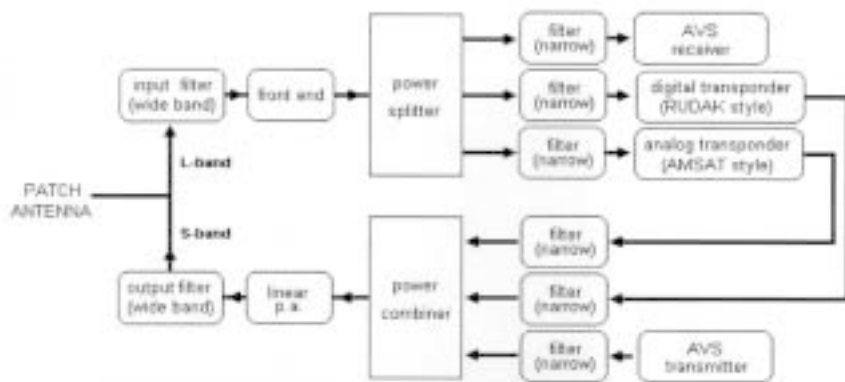 filter
(narrow)
AVS
receiver
input filter
(wide band)
front end
power
splitter
filter
(narrow)
digital transponder
(RUDAK style)
filter
(narrow)
analog transponder
(AMSAT style)
L-band
PATCH
ANTENNA
S-band
output filter
(wide band)
linear
p.a.
power
combiner
filter
(narrow)
filter
(narrow)
filter
(narrow)
AVS
transmitter